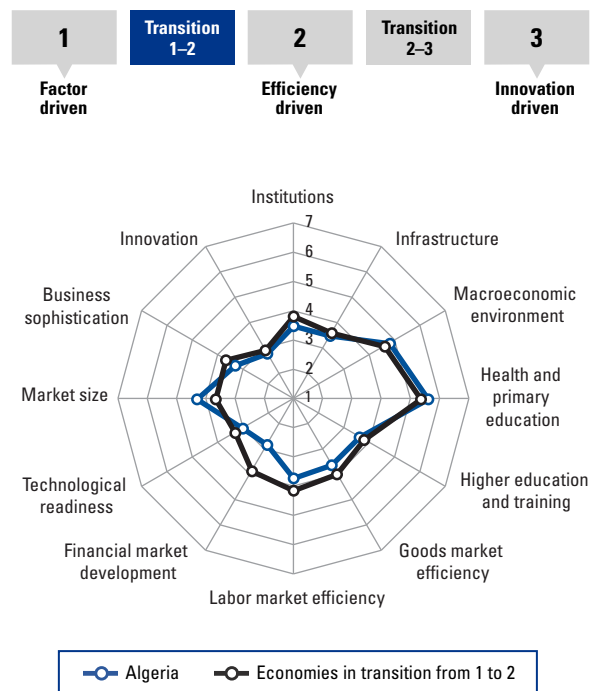 1
Transition
1–2
2
Transition
2–3
3
Factor
driven
Efficiency
driven
Innovation
driven
Institutions
7
Innovation
Infrastructure
6
5
Business
sophistication
Macroeconomic
environment
4
3
2
Market size
1
Health and
primary
education
Technological
readiness
Higher education
and training
Financial market
development
Goods market
efficiency
Labor market efficiency
Algeria
Economies in transition from 1 to 2